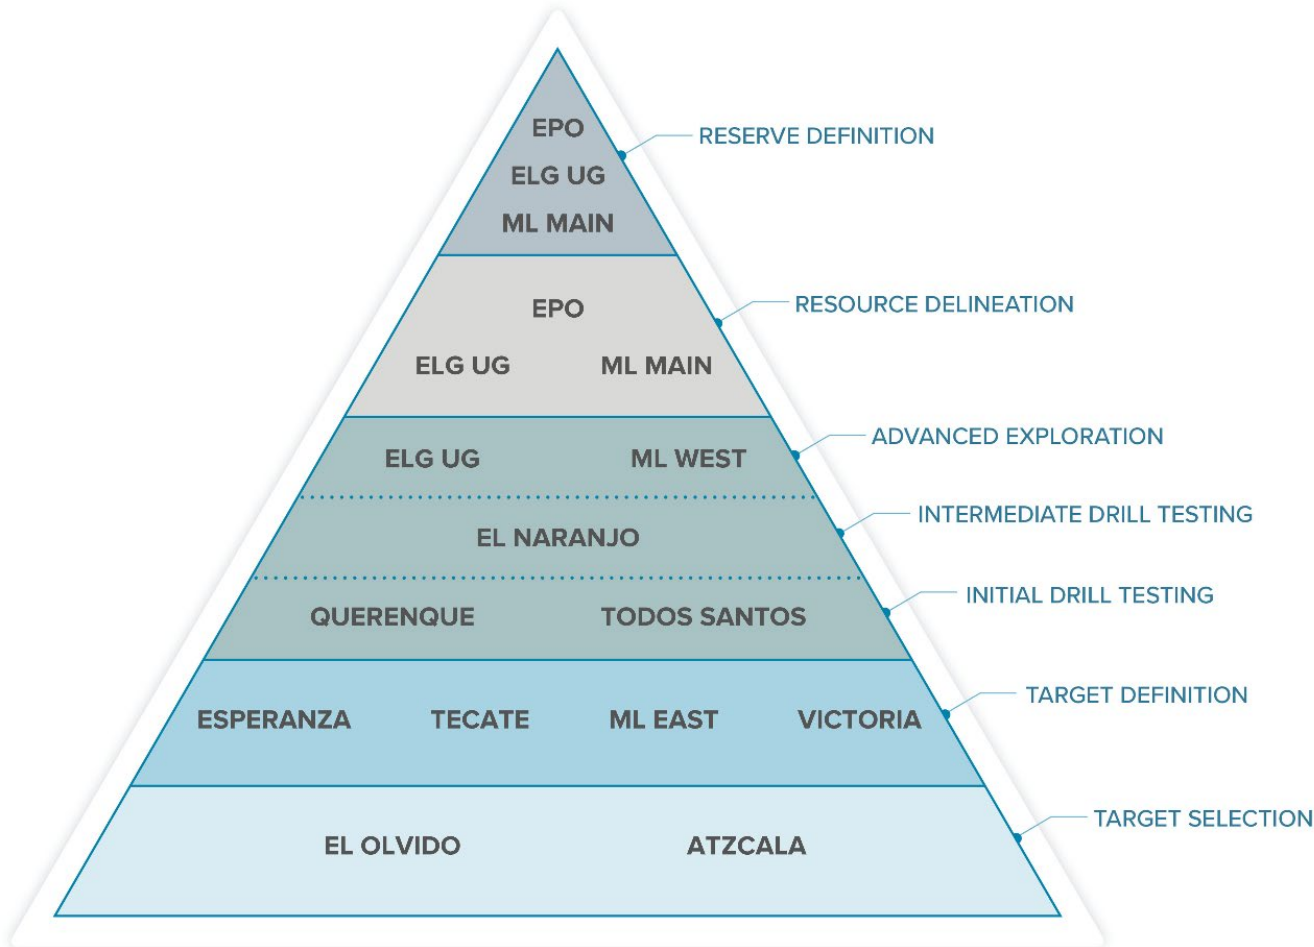 EPO
ELG UG
ML MAIN
RESERVE DEFINITION
EPO
ELG UG ML MAIN
RESOURCE DELINEATION
ELG UG ML WEST
ADVANCED EXPLORATION
EL NARANJO
INTERMEDIATE DRILL TESTING
QUERENQUE TODOS SANTOS
INITIAL DRILL TESTING
ESPERANZA TECATE ML EAST VICTORIA
TARGET DEFINITION
EL OLVIDO ATZCALA
TARGET SELECTION